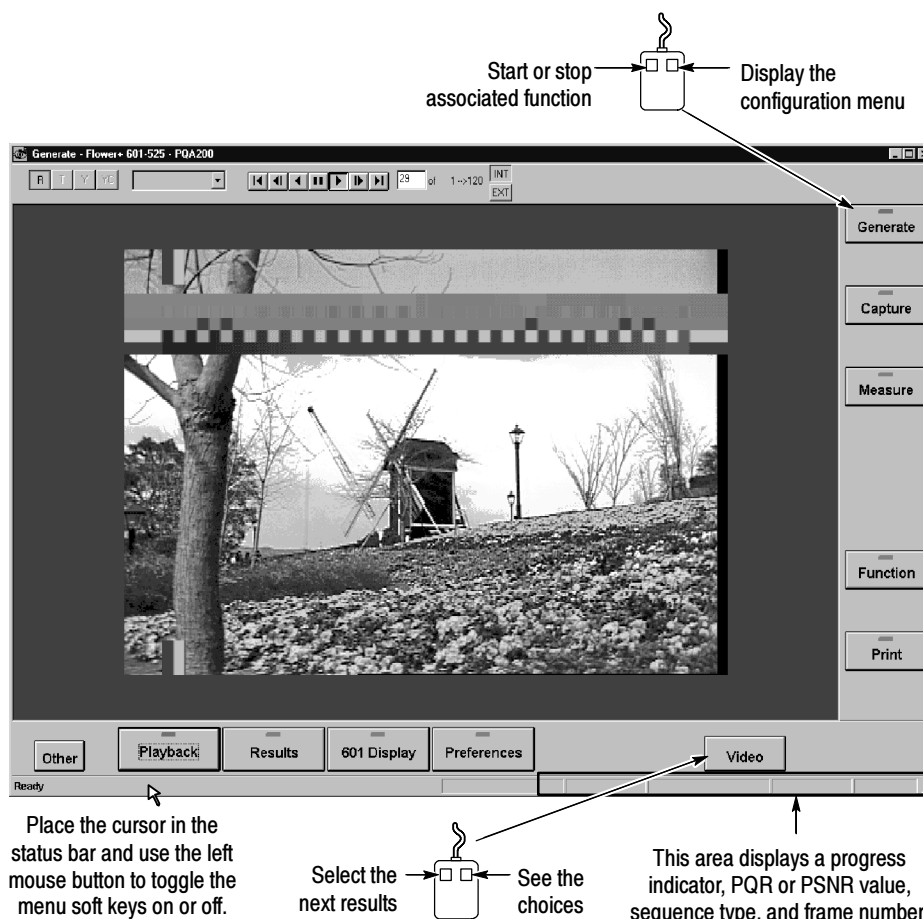 Start or stop
associated function
Display the
configuration menu
Generate - Flower+ 601-525 - PQA200
R T Y YC 29 of 1-->120 INT
EXT
Generate
Capture
Measure
Function
Print
Other Playback Results 601 Display Preferences Video
Ready
Place the cursor in the
status bar and use the left
mouse button to toggle the
menu soft keys on or off.
Select the
next results
See the
choices
This area displays a progress
indicator, PQR or PSNR value,
sequence type, and frame number